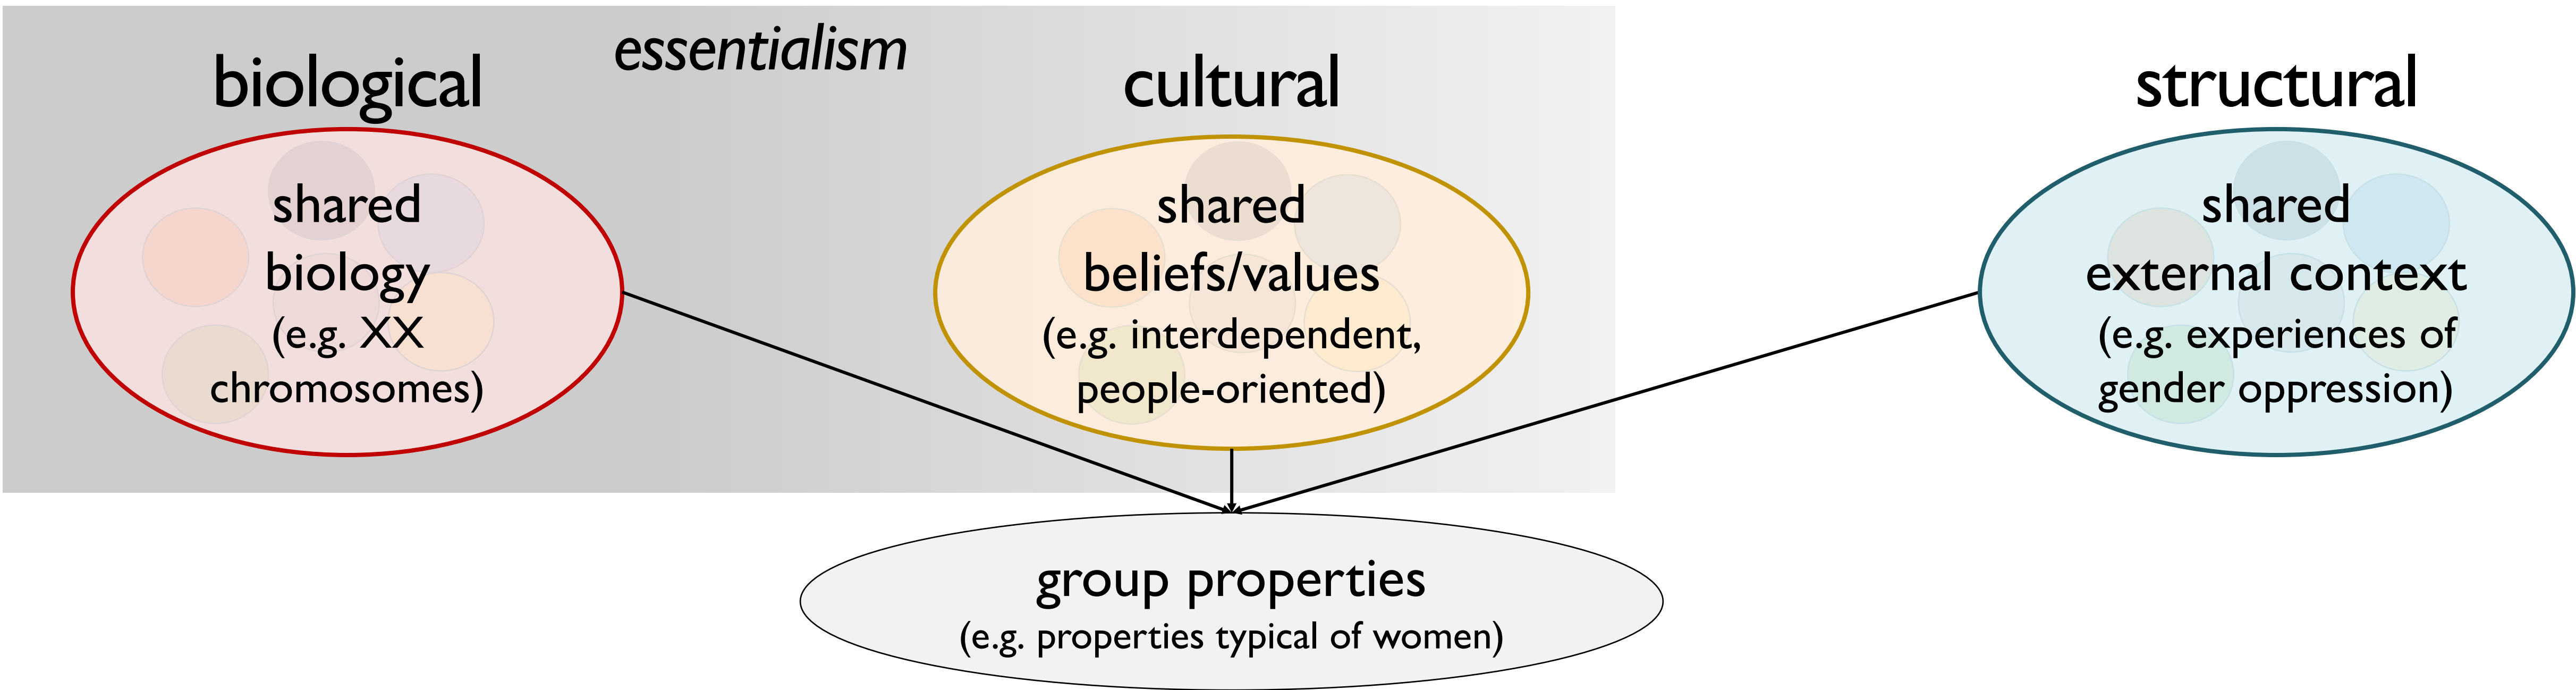 essentialism
biological
shared
biology
(e.g. XX
chromosomes)
cultural
shared
beliefs/values
(e.g. interdependent,
people-oriented)
structural
shared
external context
(e.g. experiences of
gender oppression)
group properties
(e.g. properties typical of women)